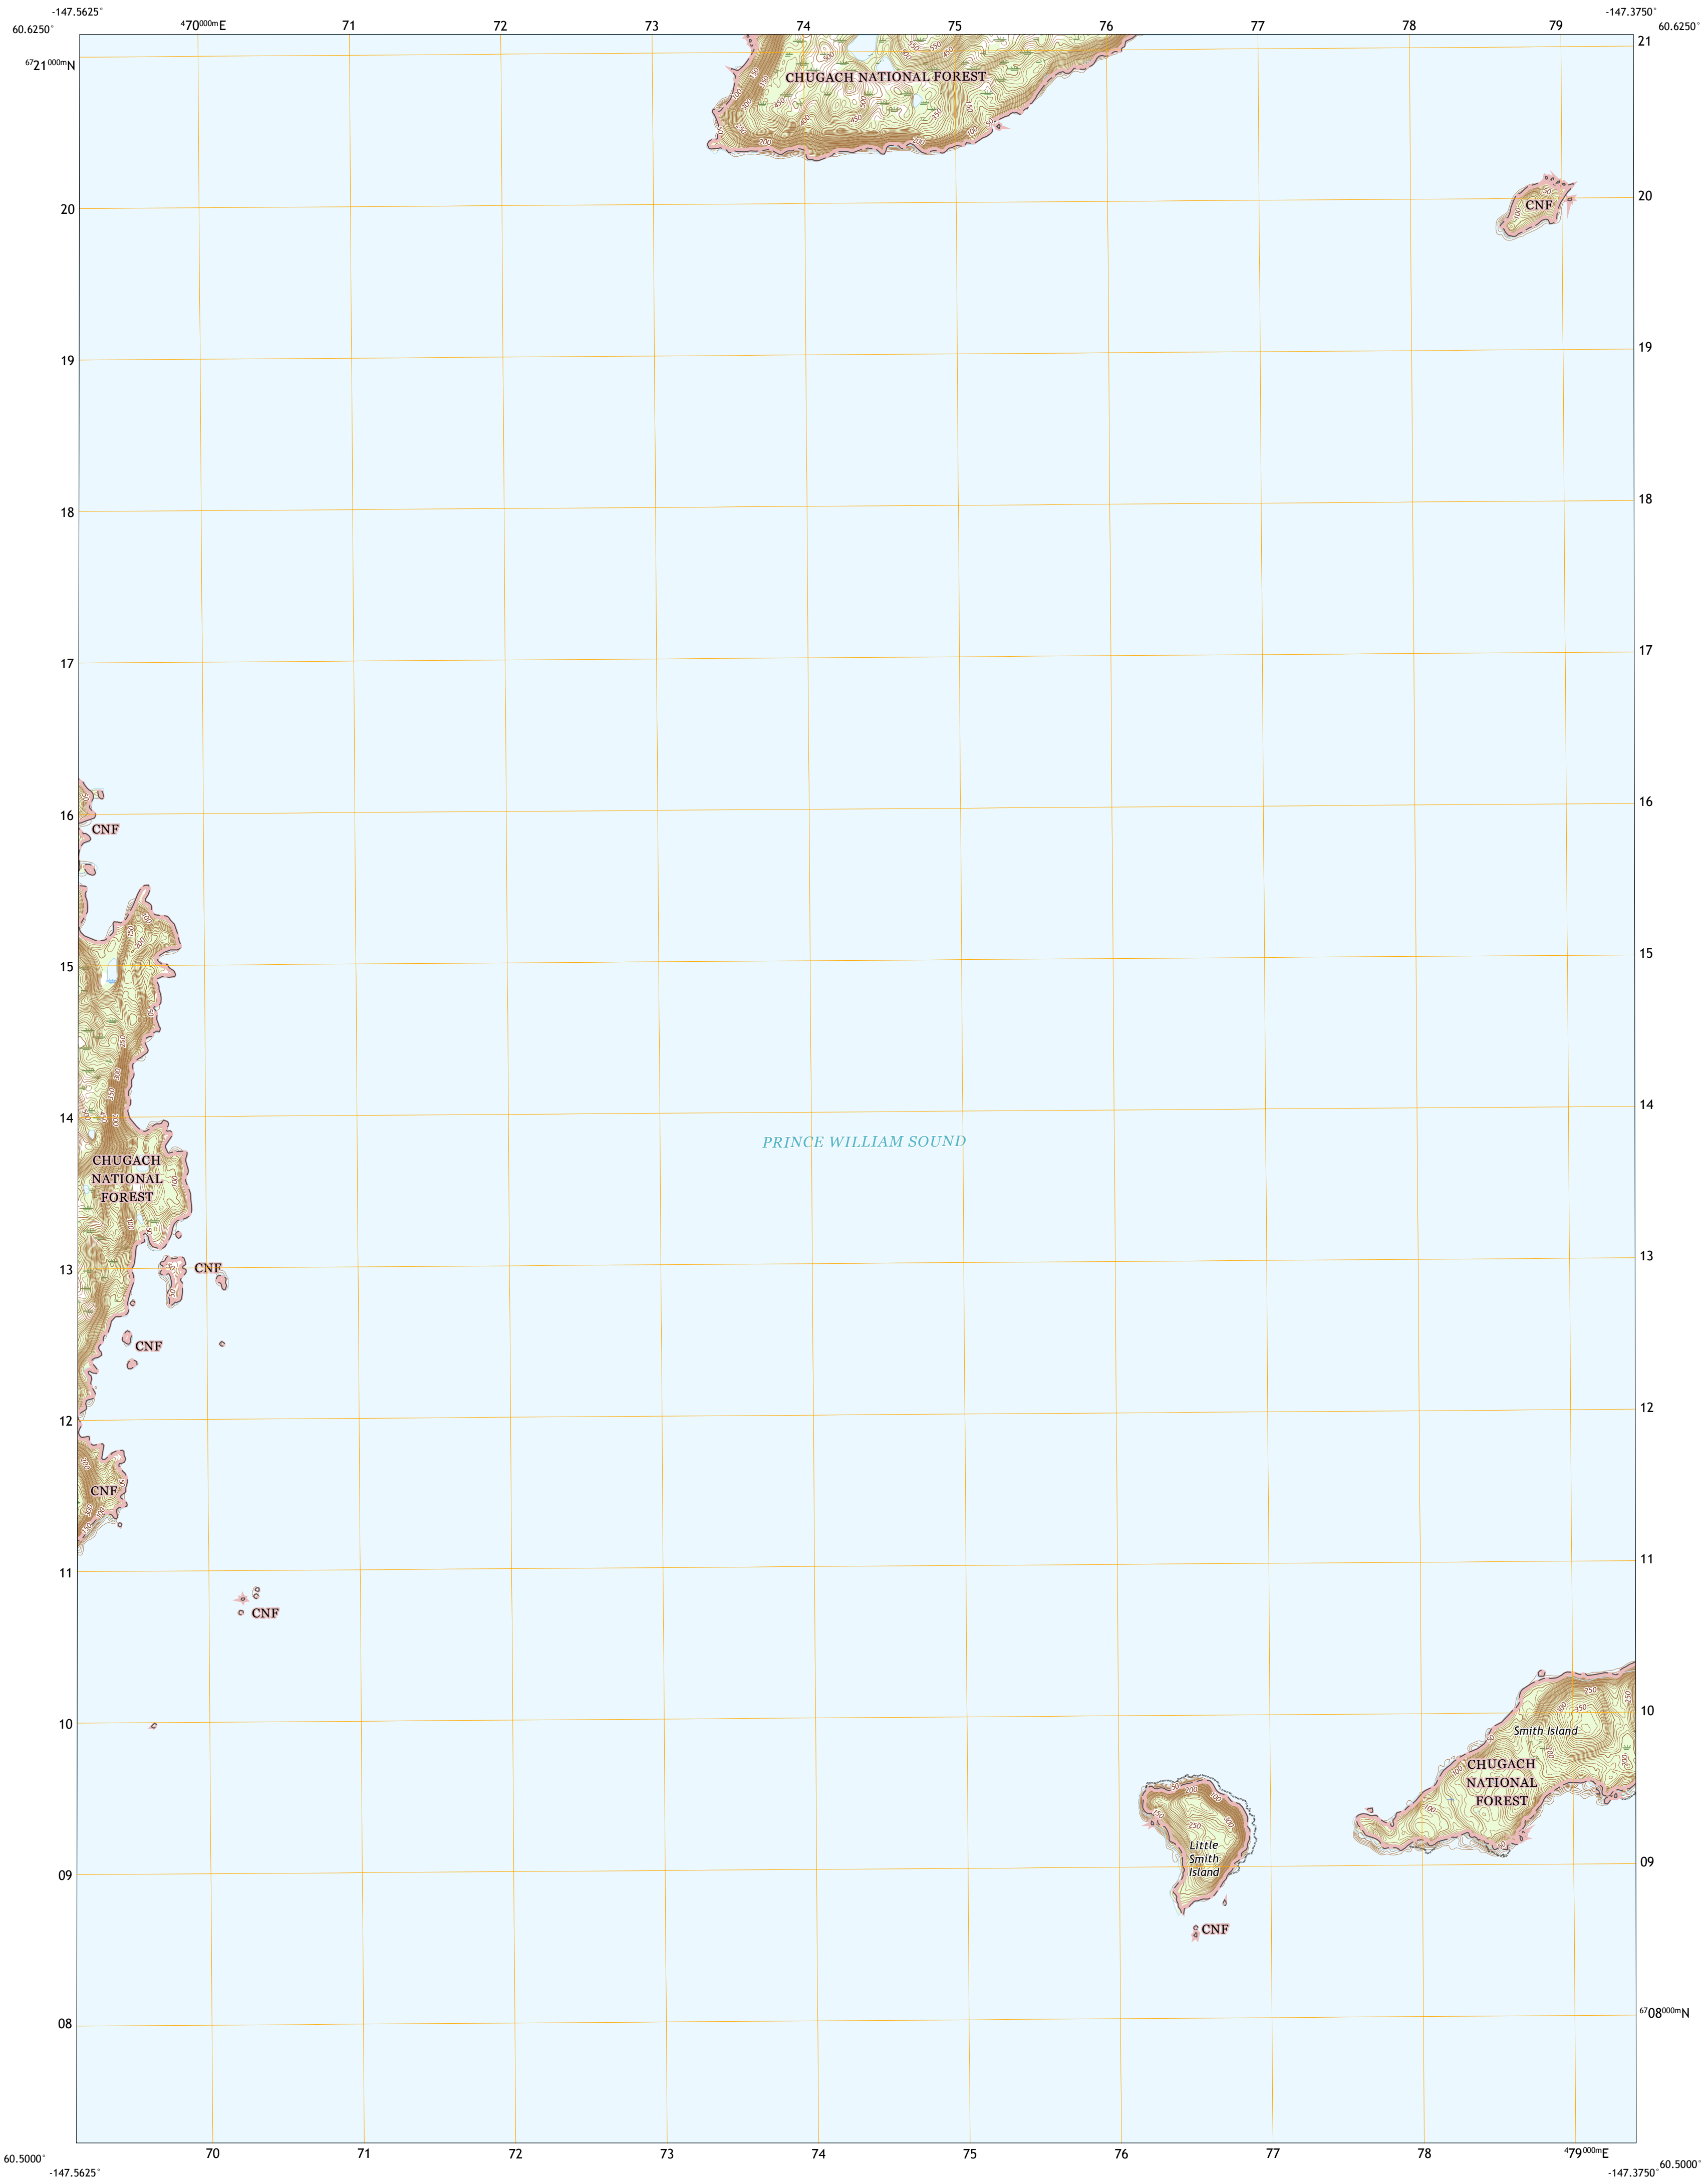 -147.5625°
-147.3750°
60.6250°
⁴70⁰⁰⁰ᵐE 71 72 73 74 75 76 77 78 79
60.6250°
⁶⁷21⁰⁰⁰ᵐN
21
CHUGACH NATIONAL FOREST
20
20
CNF
19
19
18
18
17
17
16
16
CNF
15
15
14
14
PRINCE WILLIAM SOUND
CHUGACH
NATIONAL
FOREST
13
13
CNF
CNF
12
12
CNF
11
11
CNF
10
10
Smith Island
CHUGACH
NATIONAL
FOREST
Little
Smith
Island
09
09
CNF
08
⁶⁷08⁰⁰⁰ᵐN
70 71 72 73 74 75 76 77 78 ⁴79⁰⁰⁰ᵐE
60.5000°
60.5000°
-147.5625°
-147.3750°